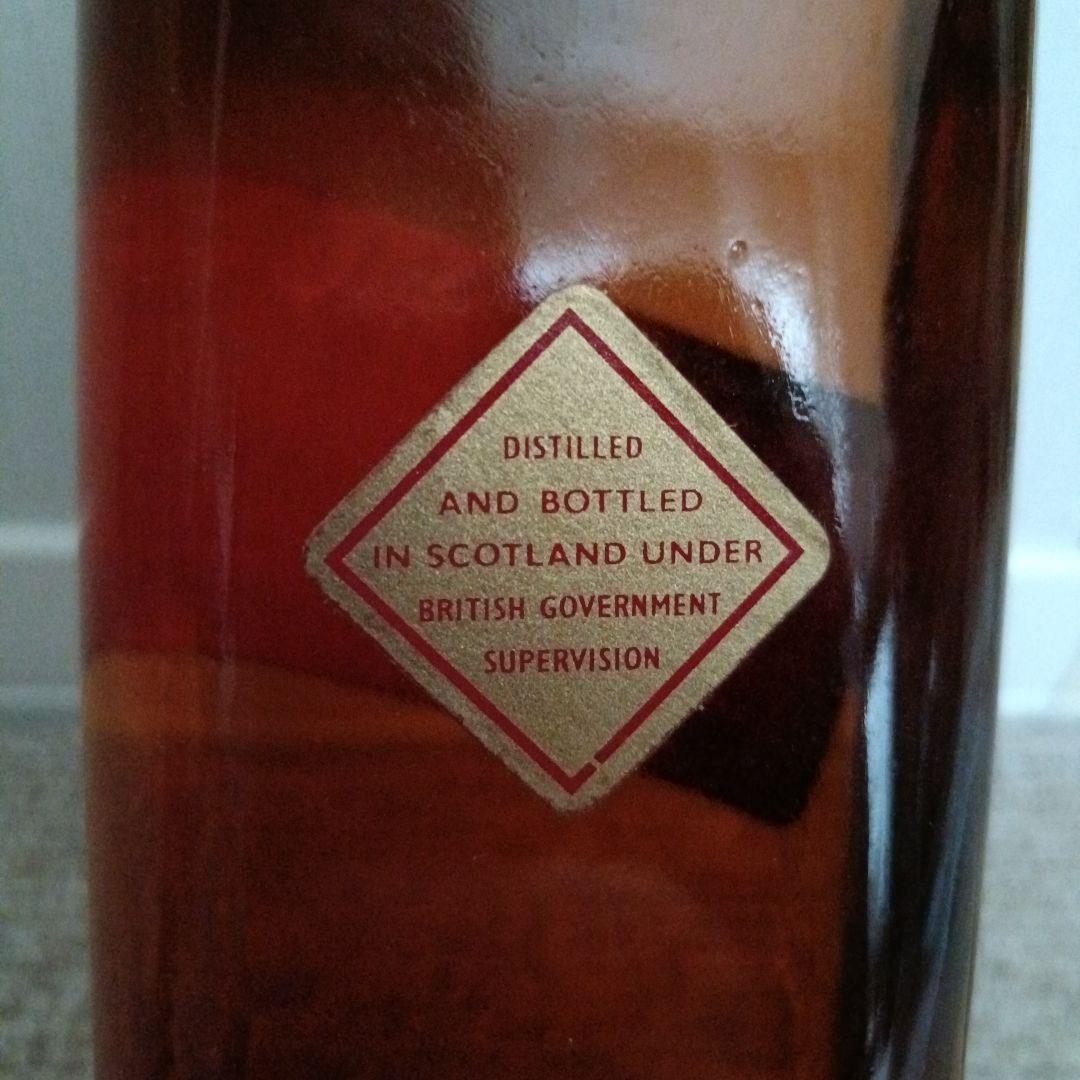 DISTILLED
AND BOTTLED
IN SCOTLAND UNDER
BRITISH GOVERNMENT
SUPERVISION